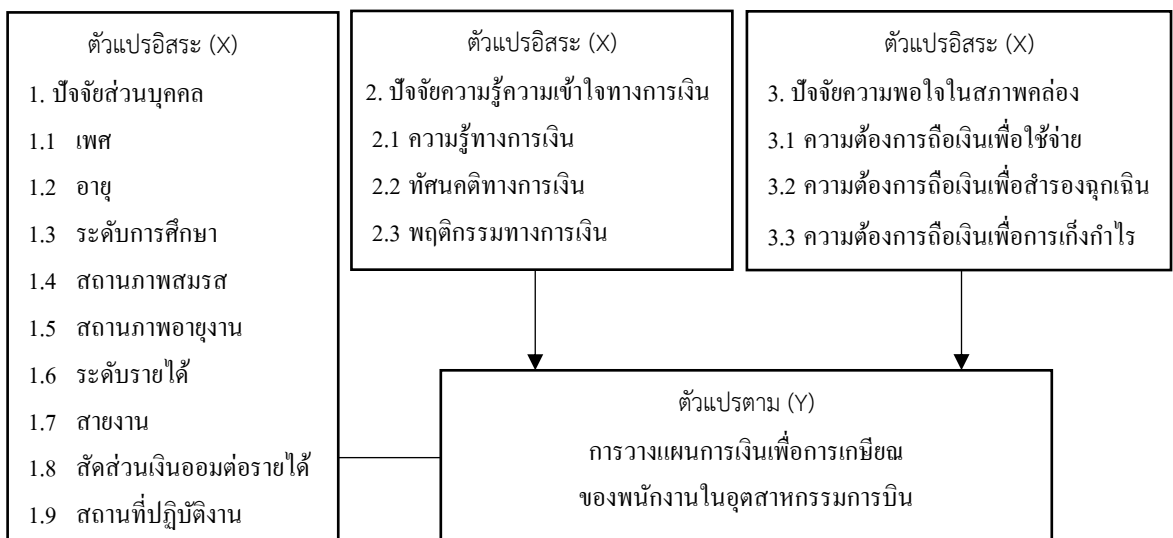 ตัวแปรอิสระ (X)
1. ปัจจัยส่วนบุคคล
1.1 เพศ
1.2 อายุ
1.3 ระดับการศึกษา
1.4 สถานภาพสมรส
1.5 สถานภาพอายุงาน
1.6 ระดับรายได้
1.7 สายงาน
1.8 สัดส่วนเงินออมต่อรายได้
1.9 สถานที่ปฏิบัติงาน
ตัวแปรอิสระ (X)
2. ปัจจัยความรู้ความเข้าใจทางการเงิน
2.1 ความรู้ทางการเงิน
2.2 ทัศนคติทางการเงิน
2.3 พฤติกรรมทางการเงิน
ตัวแปรอิสระ (X)
3. ปัจจัยความพอใจในสภาพคล่อง
3.1 ความต้องการถือเงินเพื่อใช้จ่าย
3.2 ความต้องการถือเงินเพื่อสำรองฉุกเฉิน
3.3 ความต้องการถือเงินเพื่อการเก็งกำไร
ตัวแปรตาม (Y)
การวางแผนการเงินเพื่อการเกษียณ
ของพนักงานในอุตสาหกรรมการบิน